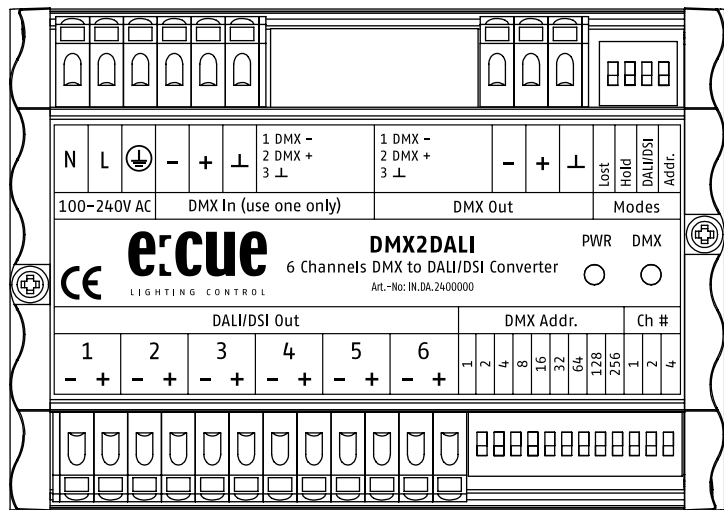 N L − + ⊥
1 DMX −
2 DMX +
3 ⊥
1 DMX −
2 DMX +
3 ⊥
− + ⊥
Lost
Hold
DALI/DSI
Addr.
100−240V AC DMX In (use one only) DMX Out Modes
e:cue
LIGHTING CONTROL
CE
DMX2DALI
6 Channels DMX to DALI/DSI Converter
Art.-No: IN.DA.2400000
PWR DMX
DALI/DSI Out DMX Addr. Ch #
1 2 3 4 5 6
− + − + − + − + − + − +
1 2 4 8 16 32 64 128 256 1 2 4